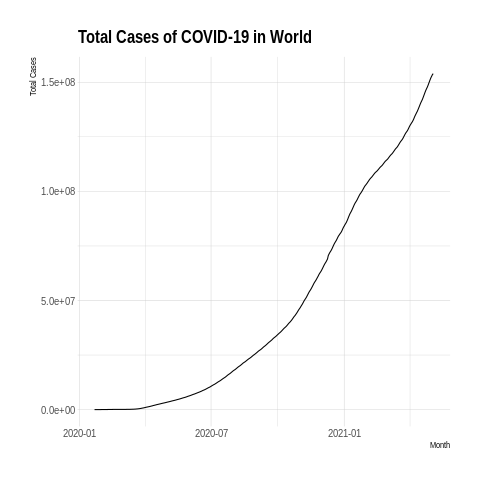 Total Cases of COVID-19 in World
Total Cases
1.5e+08
1.0e+08
5.0e+07
0.0e+00
2020-01
2020-07
2021-01
Month